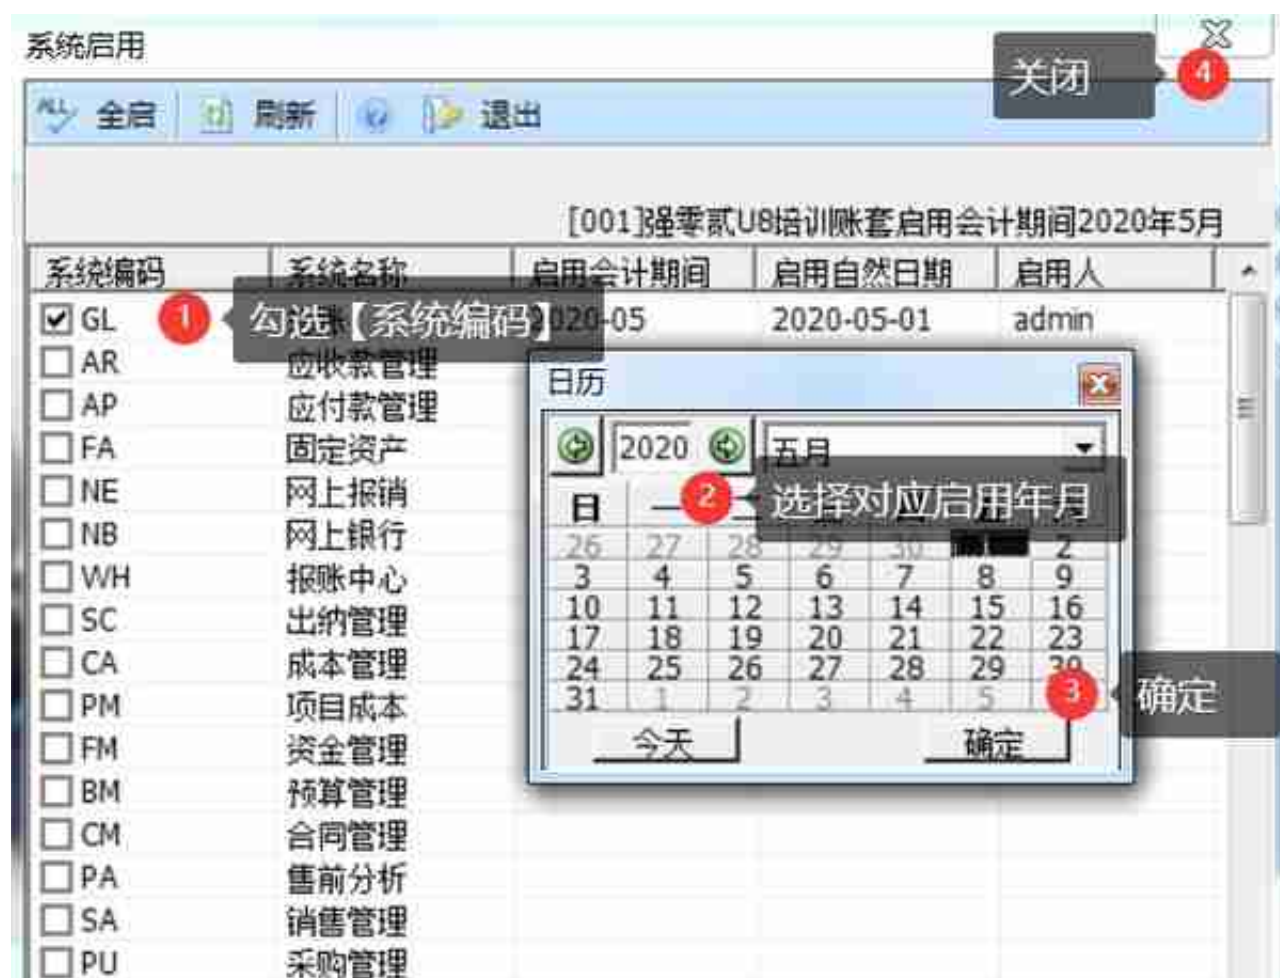 系统启用
关闭 4
ALL 全启 刷新 退出
[001]强零贰U8培训账套启用会计期间2020年5月
系统编码 系统名称 启用会计期间 启用自然日期 启用人
GL 1 勾选【系统编码】 2020-05 2020-05-01 admin
AR 应收款管理
AP 应付款管理
FA 固定资产
NE 网上报销
NB 网上银行
WH 报账中心
SC 出纳管理
CA 成本管理
PM 项目成本
FM 资金管理
BM 预算管理
CM 合同管理
PA 售前分析
SA 销售管理
PU 采购管理
日历
2020 五月
2 选择对应启用年月
日 一
26 27 28 29 30 2
3 4 5 6 7 8 9
10 11 12 13 14 15 16
17 18 19 20 21 22 23
24 25 26 27 28 29 30
31 1 2 3 4 5
3 确定
今天 确定